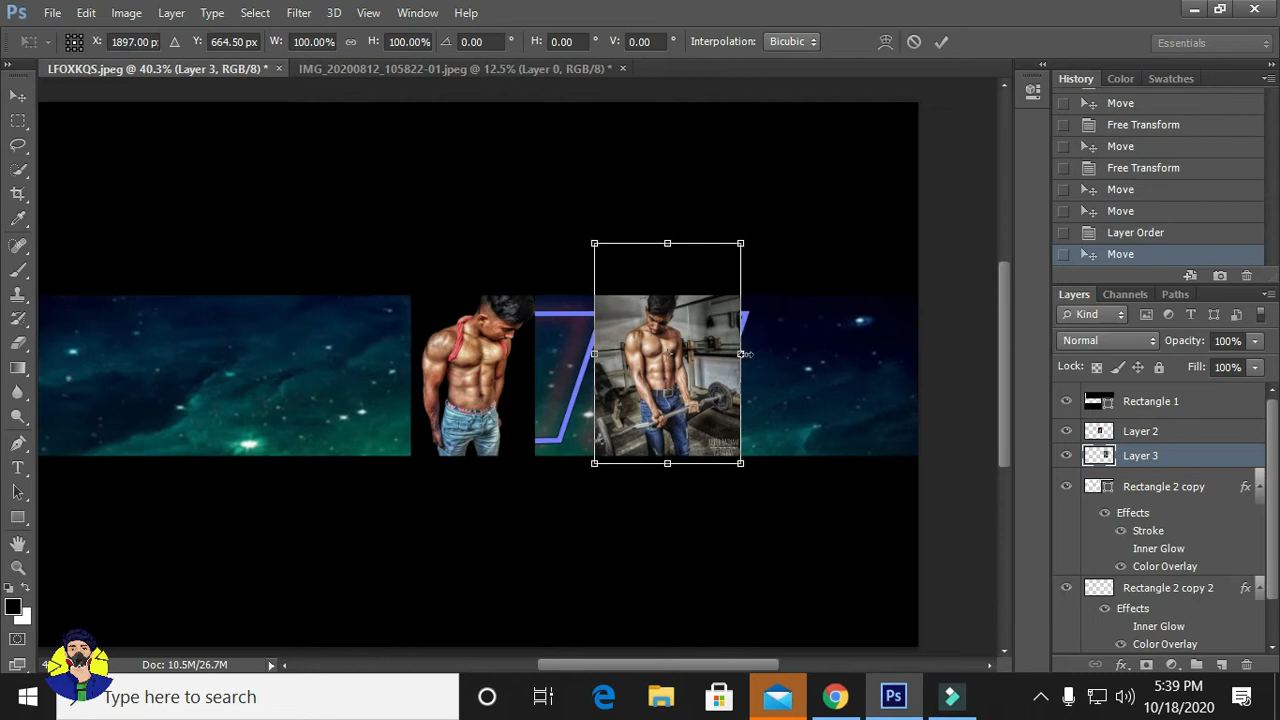 Ps File Edit Image Layer Type Select Filter 3D View Window Help
X: 1897.00 px Y: 664.50 px W: 100.00% H: 100.00% 0.00 ° H: 0.00 ° V: 0.00 ° Interpolation: Bicubic Essentials
LFOXKQS.jpeg @ 40.3% (Layer 3, RGB/8) * × IMG_20200812_105822-01.jpeg @ 12.5% (Layer 0, RGB/8) * ×
History Color Swatches
Move
Free Transform
Move
Free Transform
Move
Move
Layer Order
Move
Layers Channels Paths
Kind
Normal Opacity: 100%
Lock: Fill: 100%
Rectangle 1
Layer 2
Layer 3
Rectangle 2 copy fx
Effects
Stroke
Inner Glow
Color Overlay
Rectangle 2 copy 2 fx
Effects
Inner Glow
Color Overlay
Doc: 10.5M/26.7M
Type here to search
Ps
5:39 PM
10/18/2020